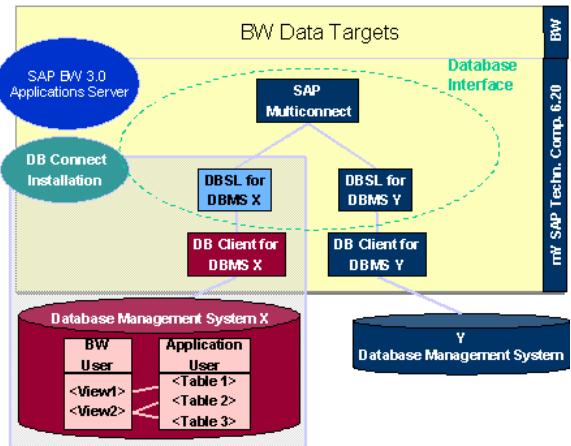 BW Data Targets
BW
SAP BW 3.0
Applications Server
Database
Interface
SAP
Multiconnect
mY SAP Techn. Comp. 6.20
DB Connect
Installation
DBSL for
DBMS X
DBSL for
DBMS Y
DB Client for
DBMS X
DB Client for
DBMS Y
Database Management System X
BW
User
<View1>
<View2>
Application
User
<Table 1>
<Table 2>
<Table 3>
Y
Database Management System